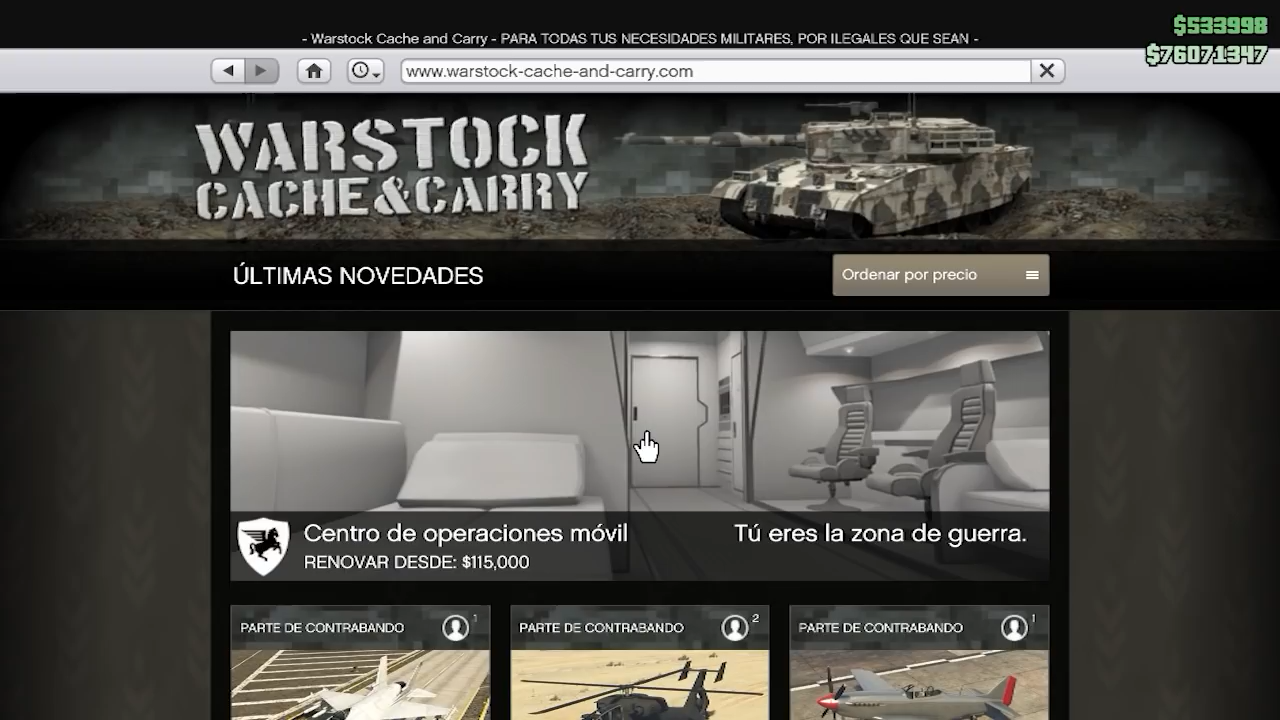 $533998
- Warstock Cache and Carry - PARA TODAS TUS NECESIDADES MILITARES, POR ILEGALES QUE SEAN -
$76071347
www.warstock-cache-and-carry.com
WARSTOCK
CACHE&CARRY
ÚLTIMAS NOVEDADES
Ordenar por precio
Centro de operaciones móvil
Tú eres la zona de guerra.
RENOVAR DESDE: $115,000
PARTE DE CONTRABANDO 1
PARTE DE CONTRABANDO 2
PARTE DE CONTRABANDO 1